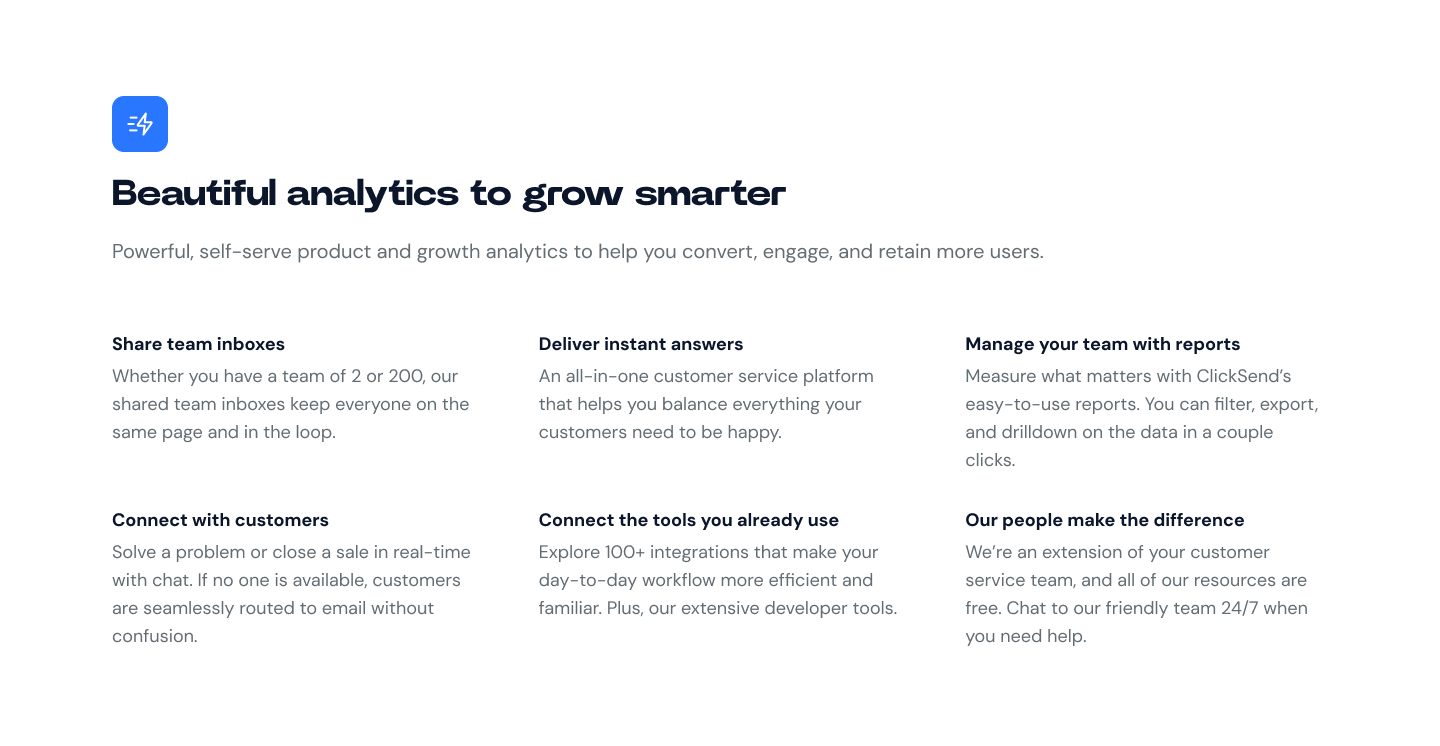 Beautiful analytics to grow smarter
Powerful, self-serve product and growth analytics to help you convert, engage, and retain more users.
Share team inboxes
Whether you have a team of 2 or 200, our
shared team inboxes keep everyone on the
same page and in the loop.
Deliver instant answers
An all-in-one customer service platform
that helps you balance everything your
customers need to be happy.
Manage your team with reports
Measure what matters with ClickSend’s
easy-to-use reports. You can filter, export,
and drilldown on the data in a couple
clicks.
Connect with customers
Solve a problem or close a sale in real-time
with chat. If no one is available, customers
are seamlessly routed to email without
confusion.
Connect the tools you already use
Explore 100+ integrations that make your
day-to-day workflow more efficient and
familiar. Plus, our extensive developer tools.
Our people make the difference
We’re an extension of your customer
service team, and all of our resources are
free. Chat to our friendly team 24/7 when
you need help.